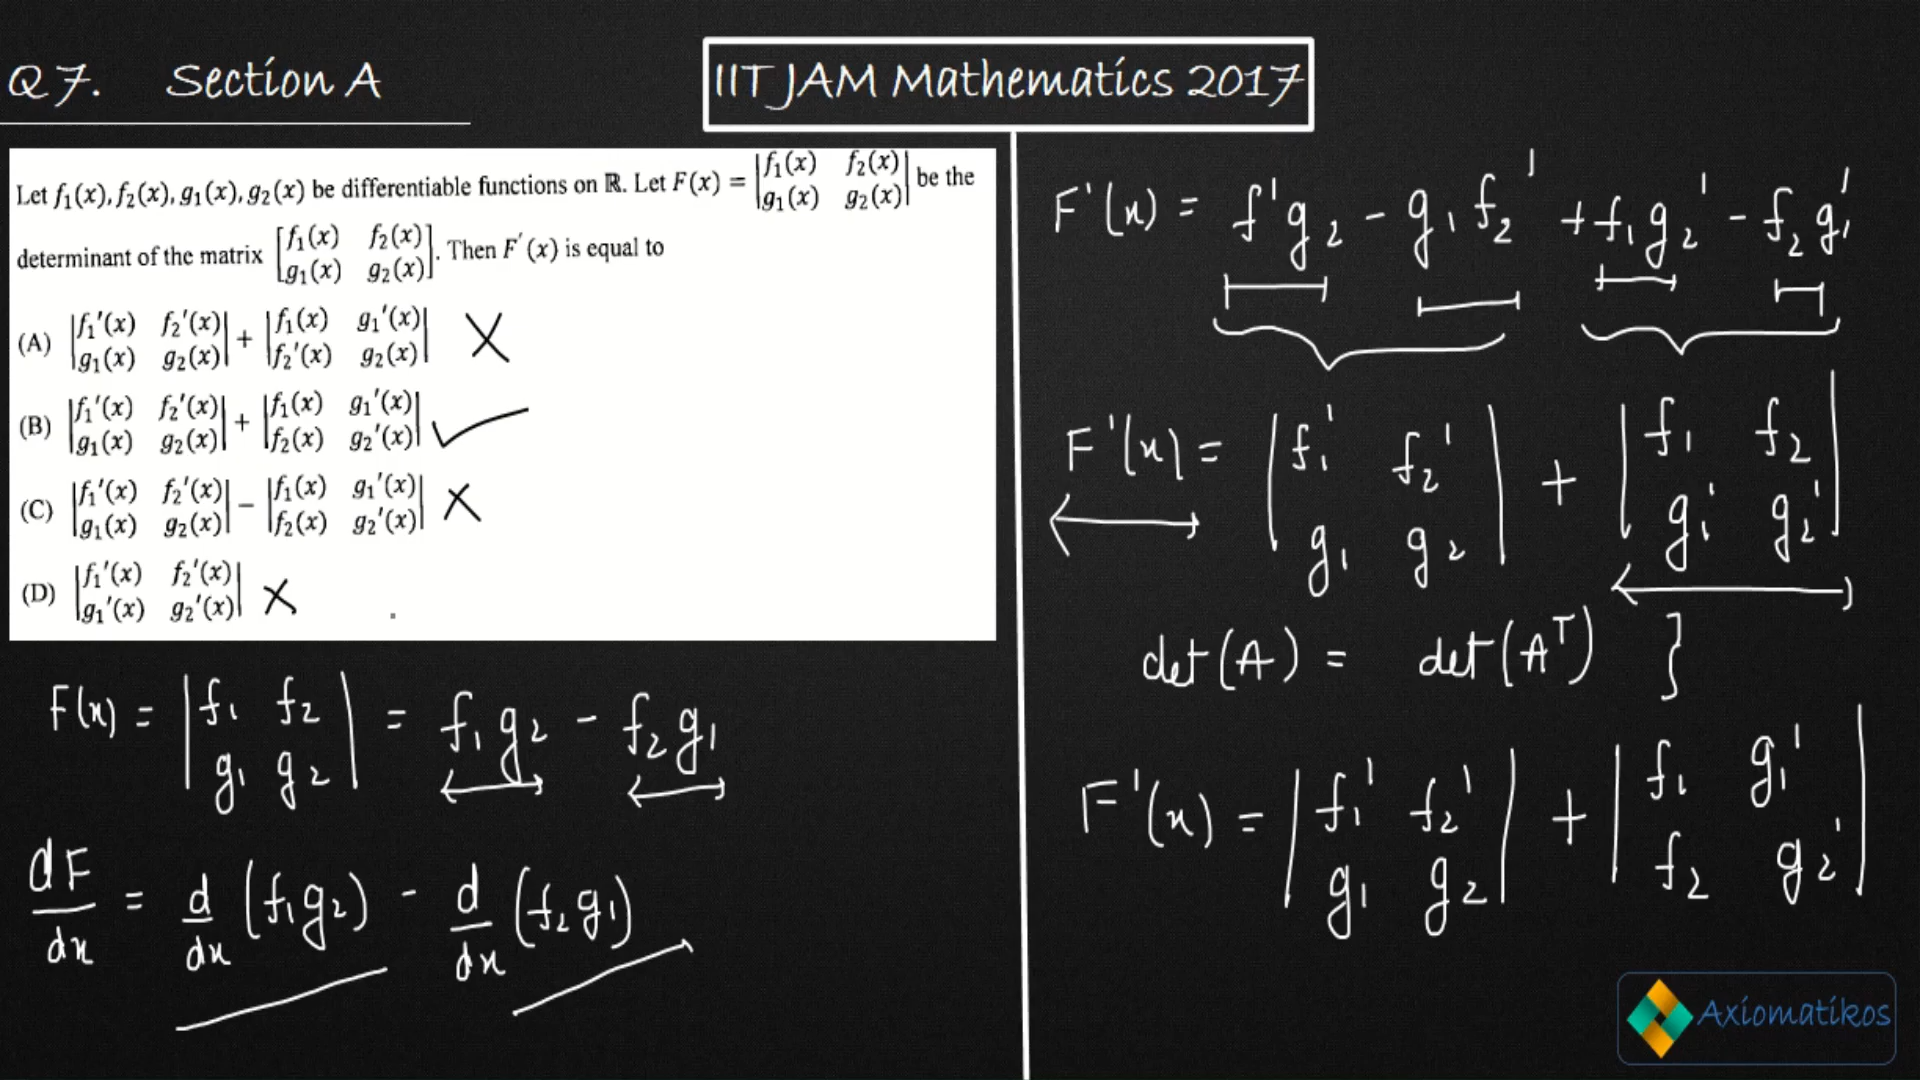 Q7. Section A
IIT JAM Mathematics 2017
Let f₁(x), f₂(x), g₁(x), g₂(x) be differentiable functions on ℝ. Let F(x) = |f₁(x) f₂(x); g₁(x) g₂(x)| be the
determinant of the matrix [f₁(x) f₂(x); g₁(x) g₂(x)]. Then F′(x) is equal to
(A) |f₁′(x) f₂′(x); g₁(x) g₂(x)| + |f₁(x) g₁′(x); f₂′(x) g₂(x)| X
(B) |f₁′(x) f₂′(x); g₁(x) g₂(x)| + |f₁(x) g₁′(x); f₂(x) g₂′(x)| ✓
(C) |f₁′(x) f₂′(x); g₁(x) g₂(x)| − |f₁(x) g₁′(x); f₂(x) g₂′(x)| X
(D) |f₁′(x) f₂′(x); g₁′(x) g₂′(x)| X
F(x) = |f₁ f₂; g₁ g₂| = f₁g₂ − f₂g₁
dF/dx = d/dx (f₁g₂) − d/dx (f₂g₁)
F′(x) = f′g₂ − g₁f₂′ + f₁g₂′ − f₂g₁′
F′(x) = |f₁′ f₂′; g₁ g₂| + |f₁ f₂; g₁′ g₂′|
det(A) = det(Aᵀ) }
F′(x) = |f₁′ f₂′; g₁ g₂| + |f₁ g₁′; f₂ g₂′|
Axiomatikos